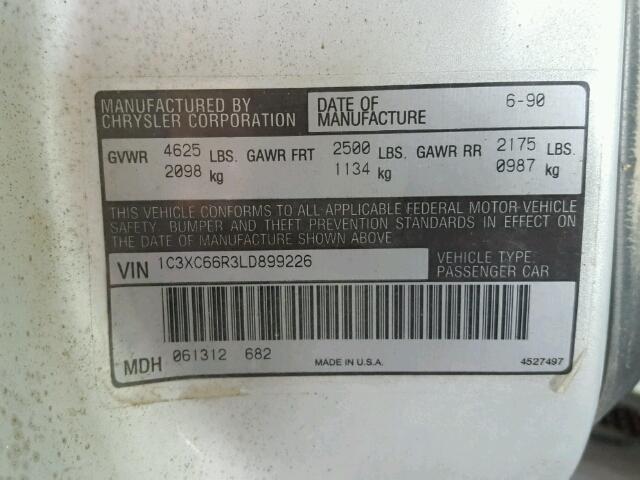 MANUFACTURED BY
CHRYSLER CORPORATION
DATE OF
MANUFACTURE
6-90
GVWR 4625 LBS. GAWR FRT 2500 LBS. GAWR RR 2175 LBS.
2098 kg 1134 kg 0987 kg
THIS VEHICLE CONFORMS TO ALL APPLICABLE FEDERAL MOTOR VEHICLE
SAFETY, BUMPER AND THEFT PREVENTION STANDARDS IN EFFECT ON
THE DATE OF MANUFACTURE SHOWN ABOVE
VIN 1C3XC66R3LD899226
VEHICLE TYPE:
PASSENGER CAR
MDH 061312 682
MADE IN U.S.A.
4527497